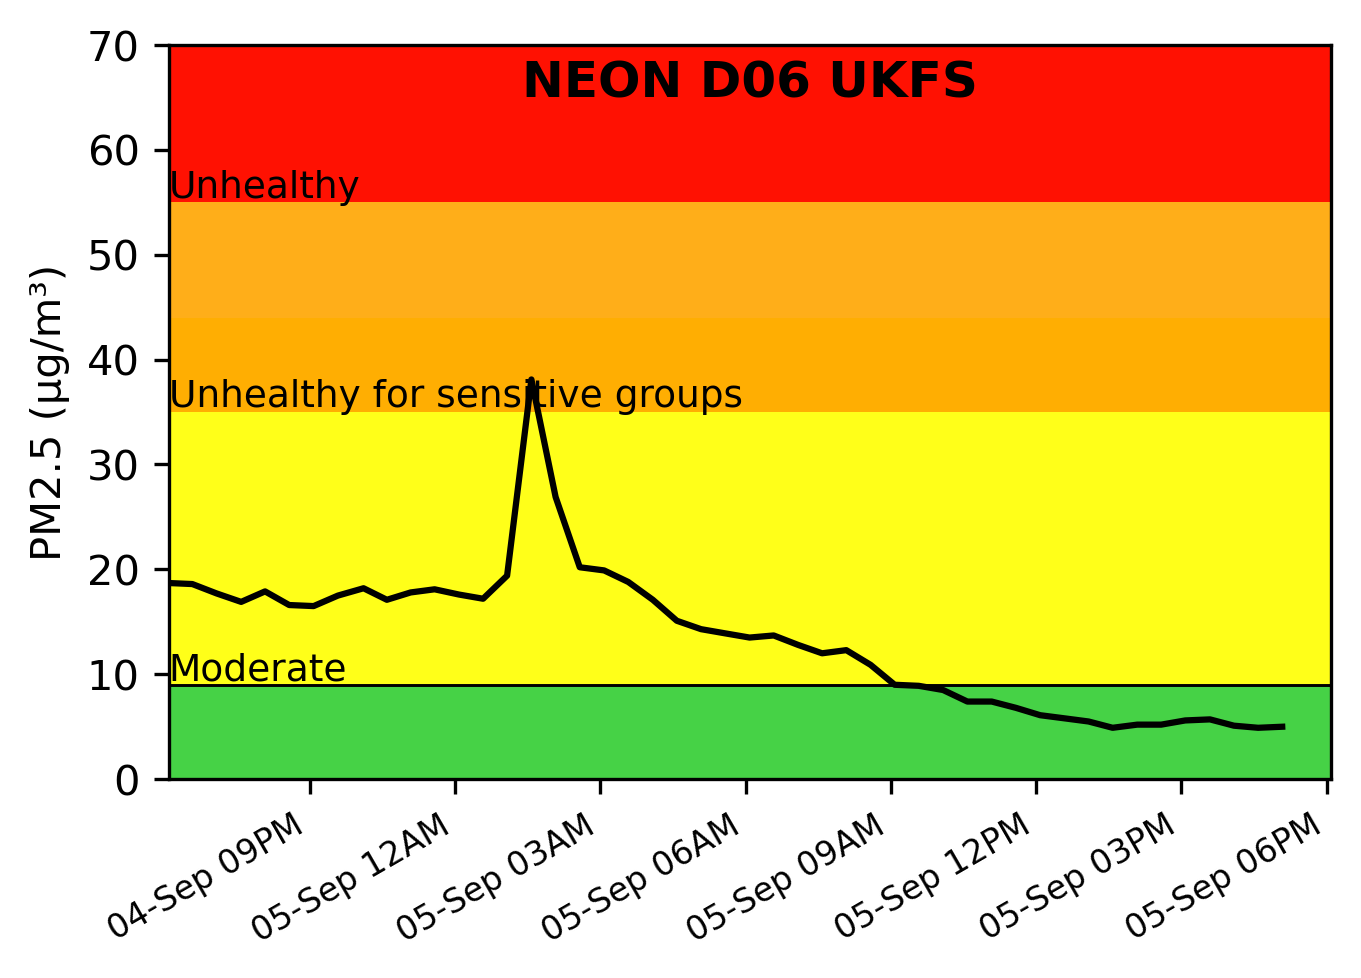 NEON D06 UKFS
PM2.5 (µg/m³)
70
60
50
40
30
20
10
0
Unhealthy
Unhealthy for sensitive groups
Moderate
04-Sep 09PM
05-Sep 12AM
05-Sep 03AM
05-Sep 06AM
05-Sep 09AM
05-Sep 12PM
05-Sep 03PM
05-Sep 06PM